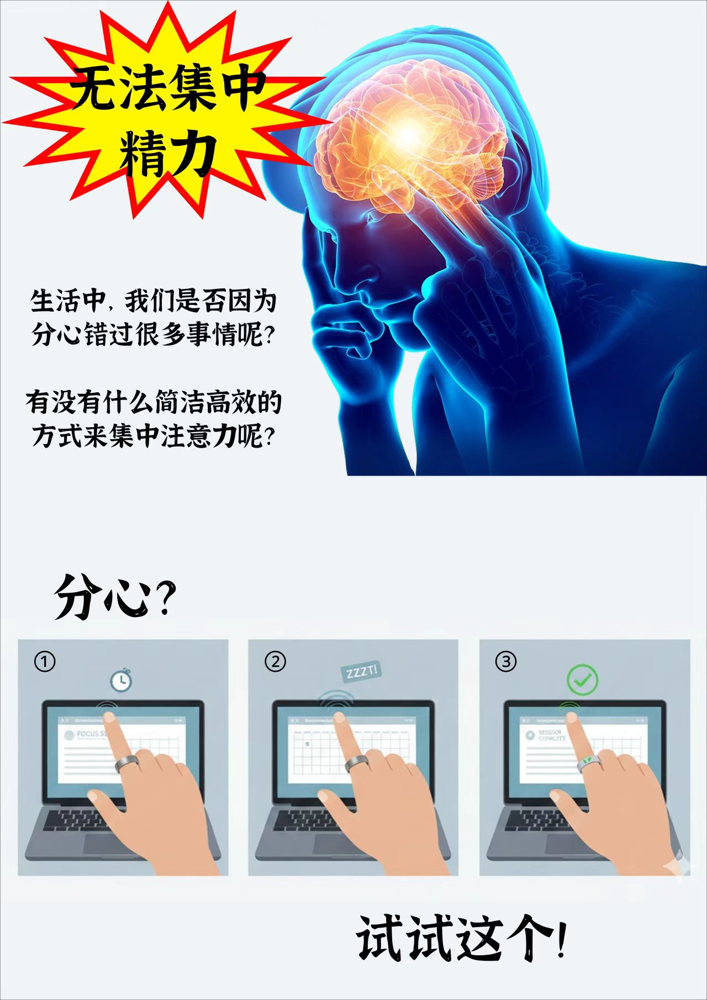 无法集中
精力
生活中,我们是否因为
分心错过很多事情呢?
有没有什么简洁高效的
方式来集中注意力呢?
分心?
①
FOCUS
②
ZZZT!
③
试试这个!